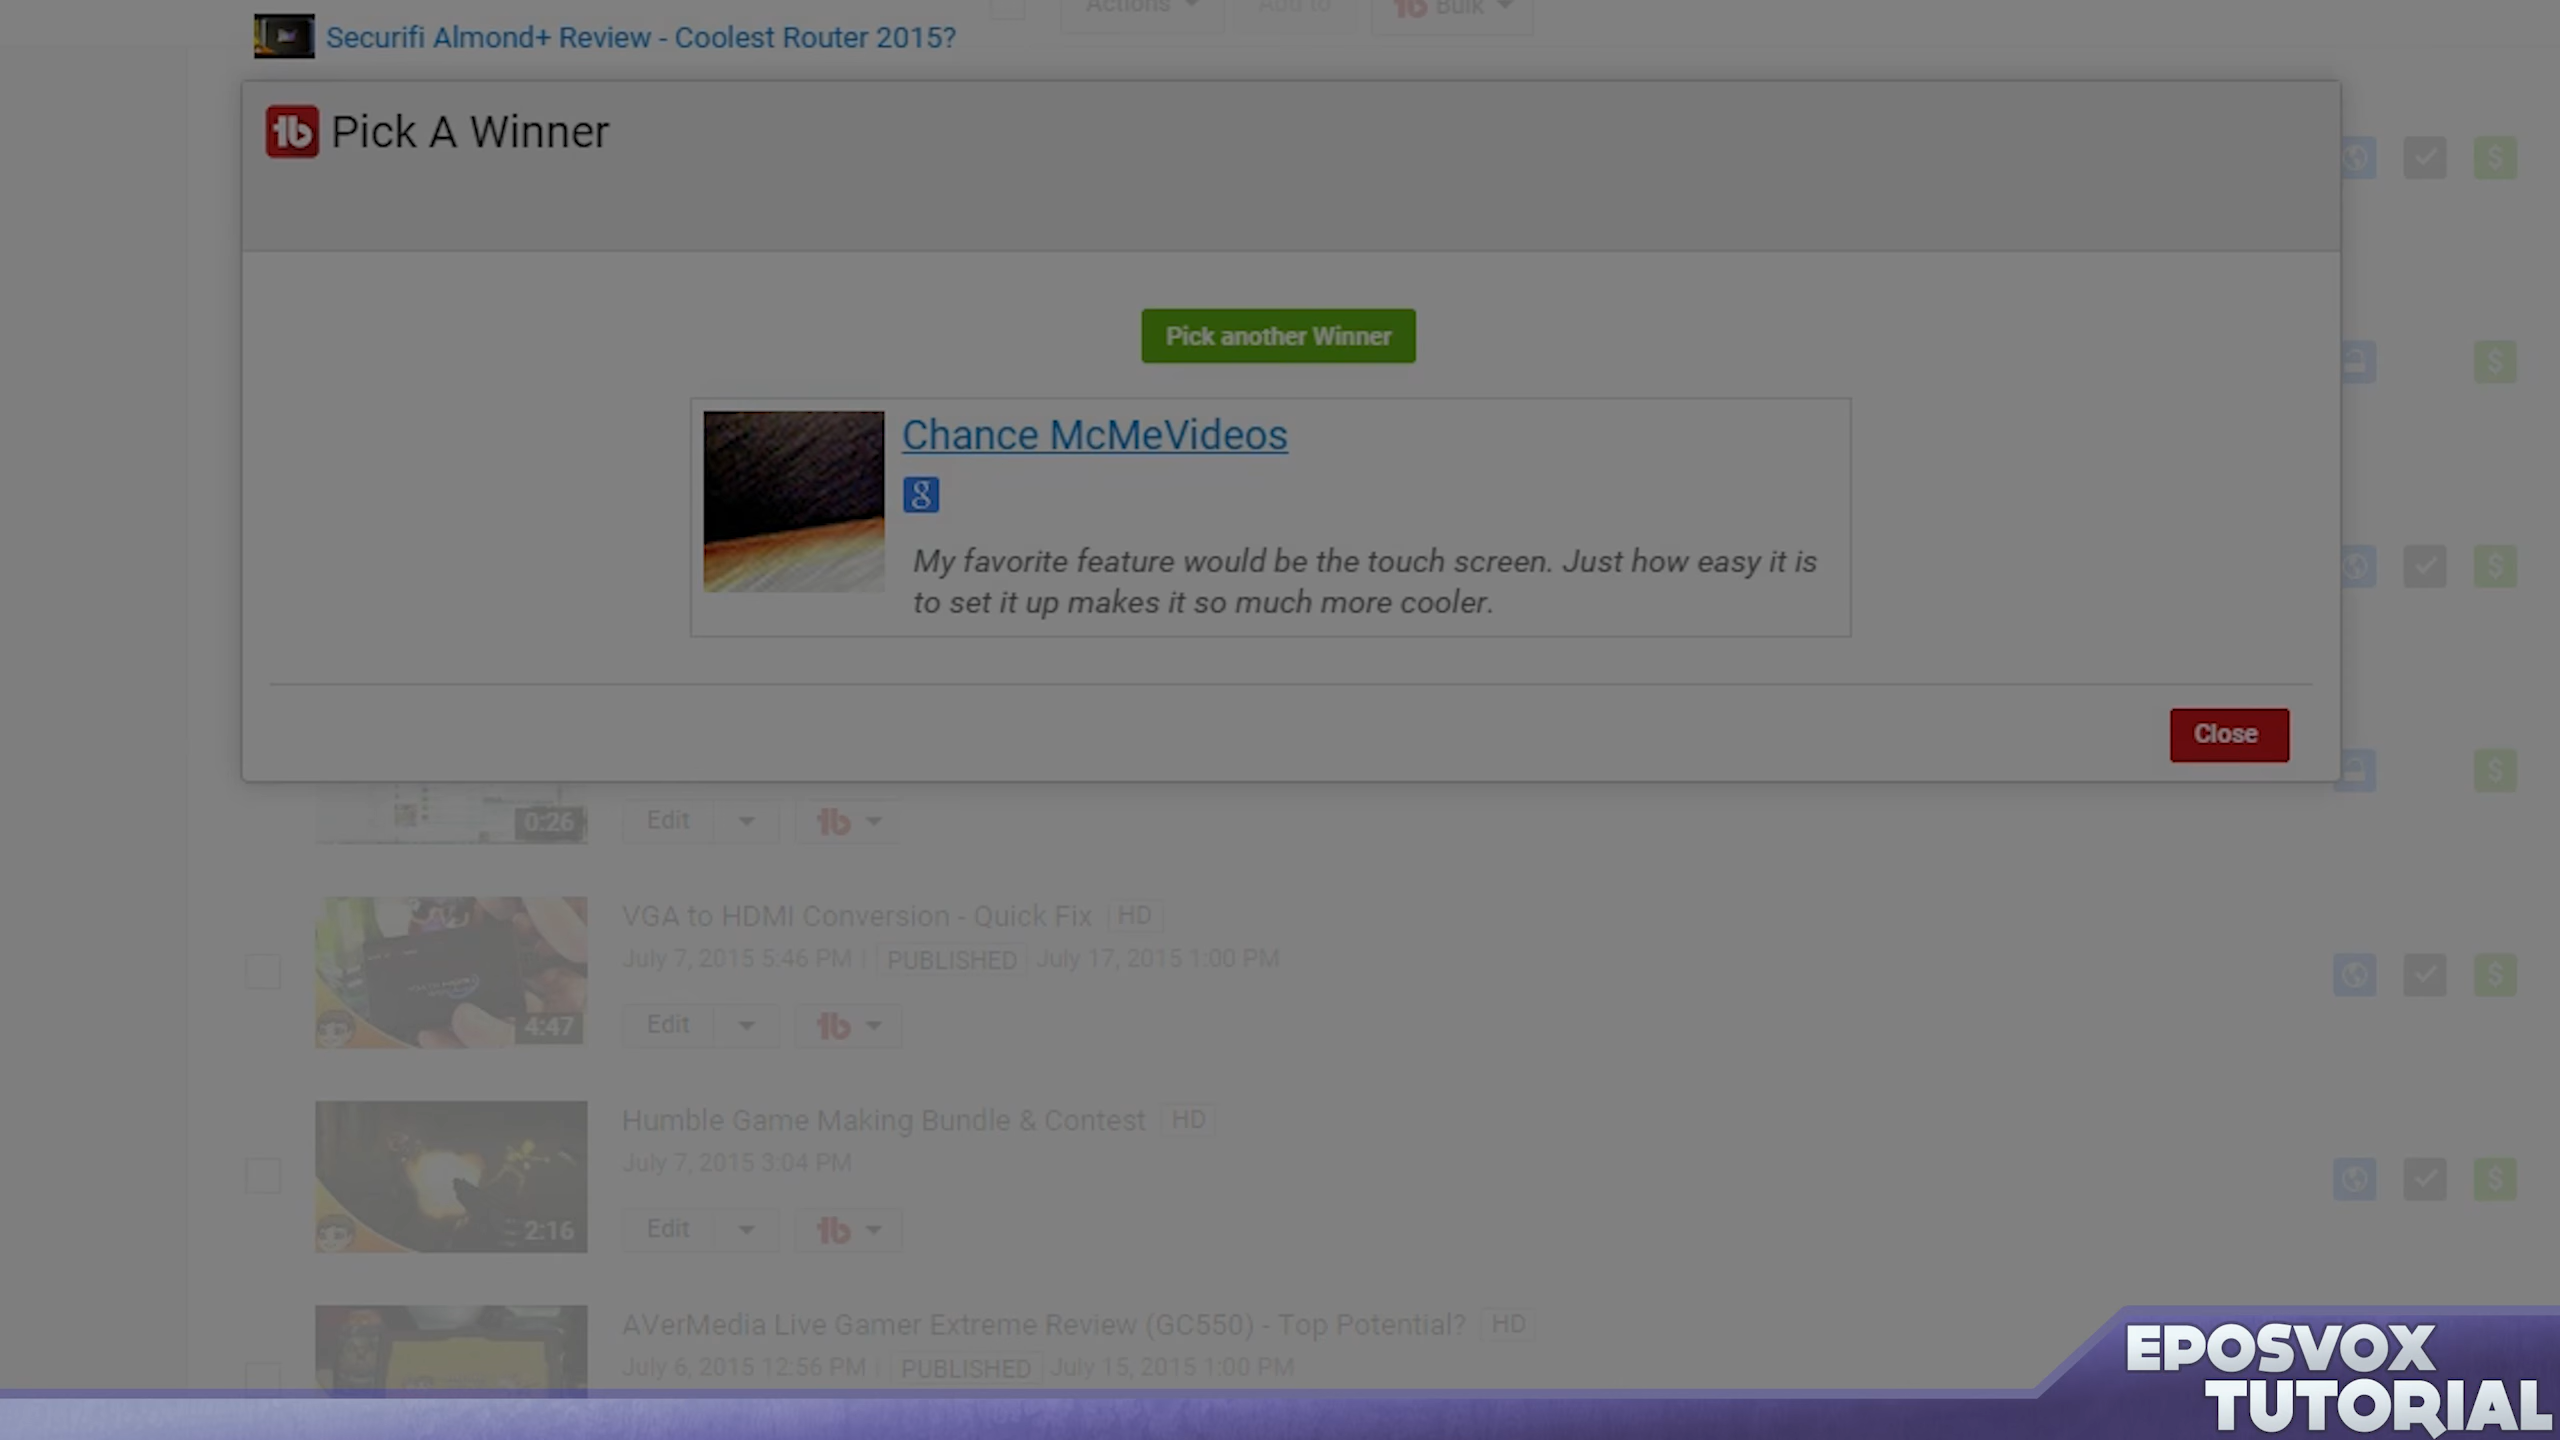 Actions Add to Bulk
Securifi Almond+ Review - Coolest Router 2015?
Pick A Winner
Pick another Winner
Chance McMeVideos
g
My favorite feature would be the touch screen. Just how easy it is
to set it up makes it so much more cooler.
Close
0:26 Edit
VGA to HDMI Conversion - Quick Fix HD
July 7, 2015 5:46 PM | PUBLISHED July 17, 2015 1:00 PM
4:47 Edit
Humble Game Making Bundle & Contest HD
July 7, 2015 3:04 PM
2:16 Edit
AVerMedia Live Gamer Extreme Review (GC550) - Top Potential? HD
July 6, 2015 12:56 PM | PUBLISHED July 15, 2015 1:00 PM
EPOSVOX
TUTORIAL